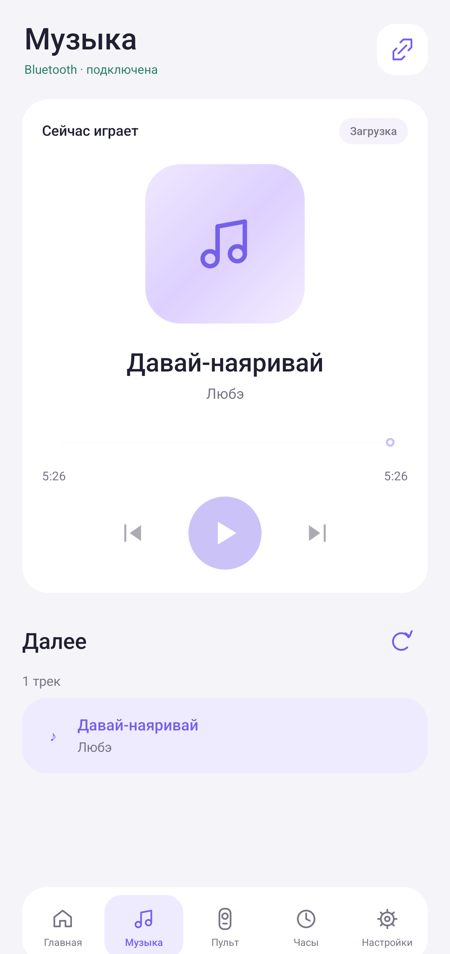 Музыка
Bluetooth · подключена
Сейчас играет
Загрузка
Давай-наяривай
Любэ
5:26
5:26
Далее
1 трек
♪
Давай-наяривай
Любэ
Главная
Музыка
Пульт
Часы
Настройки